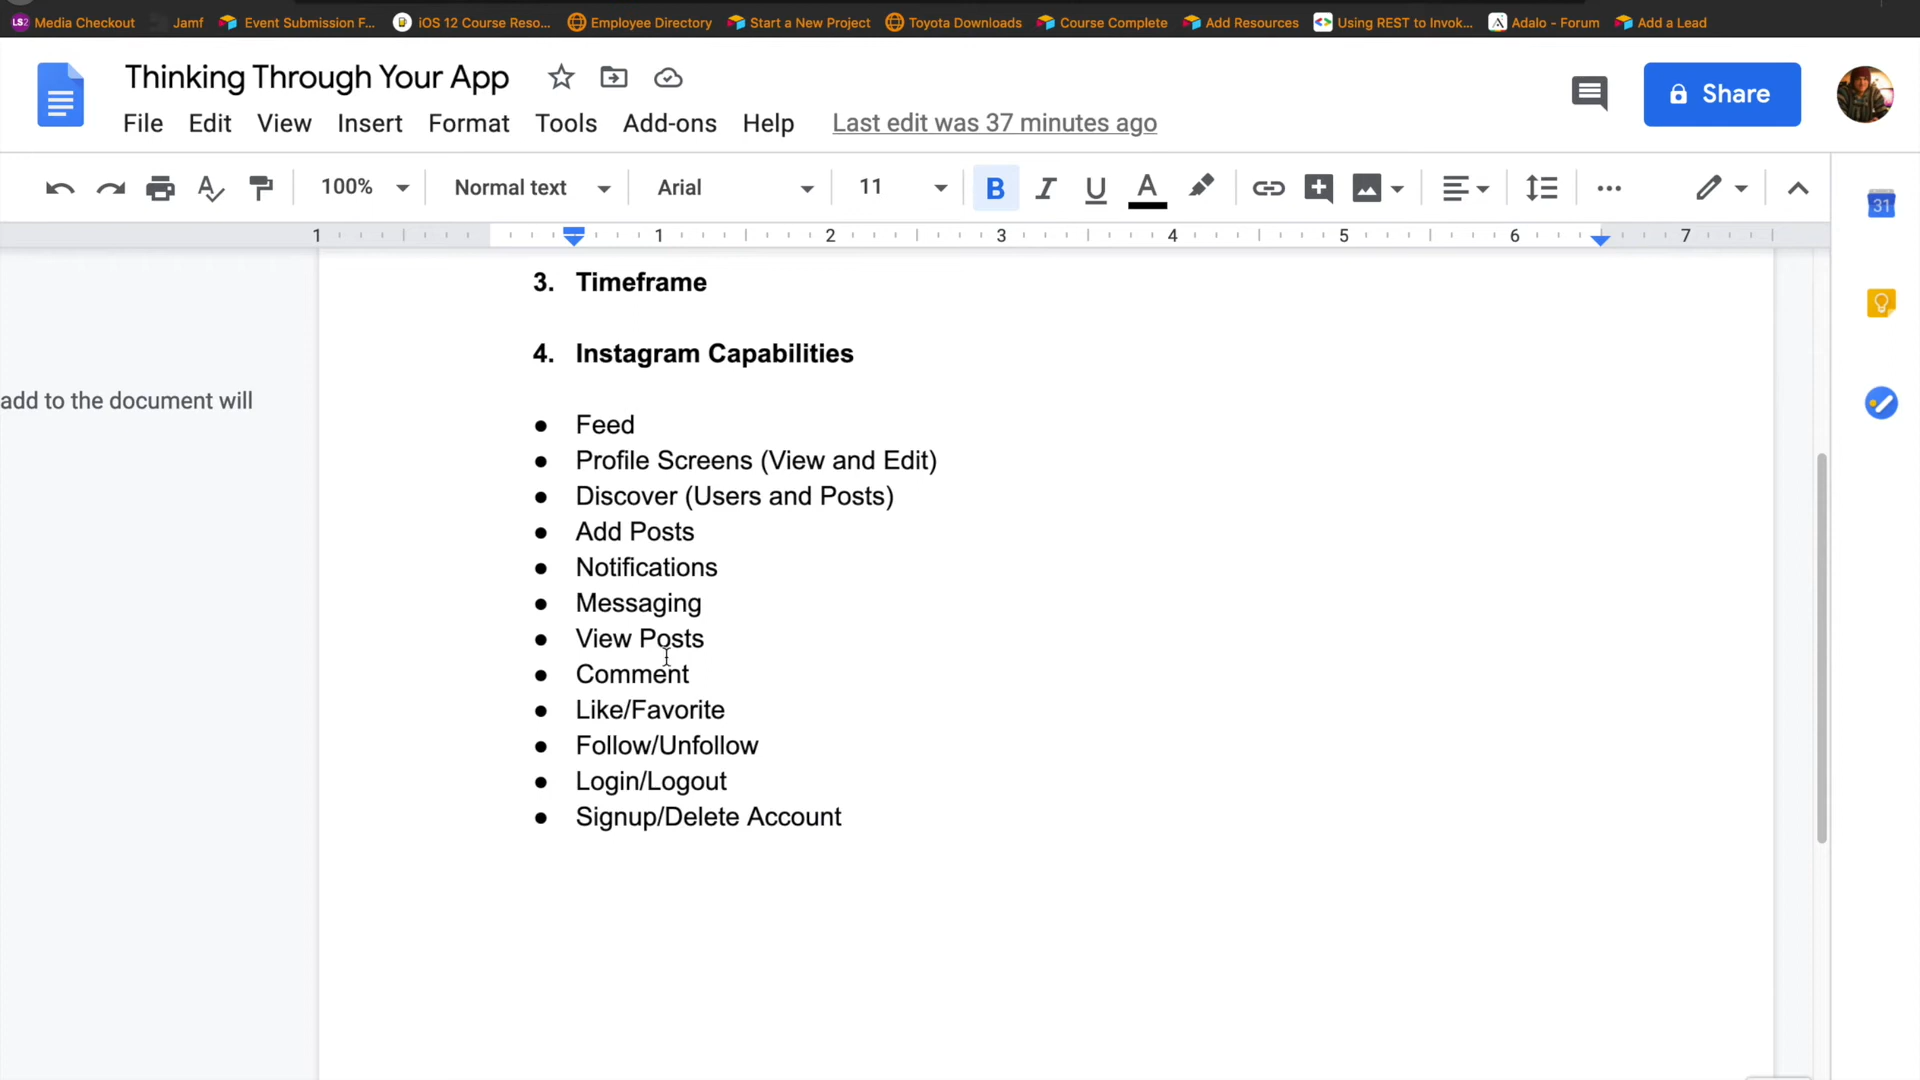 LS2 Media Checkout Jamf Event Submission F... iOS 12 Course Reso... Employee Directory Start a New Project Toyota Downloads Course Complete Add Resources Using REST to Invok... Adalo - Forum Add a Lead
Thinking Through Your App
Share
File Edit View Insert Format Tools Add-ons Help Last edit was 37 minutes ago
100% Normal text Arial 11 B I U A
31
1 1 2 3 4 5 6 7
3. Timeframe
4. Instagram Capabilities
add to the document will
● Feed
● Profile Screens (View and Edit)
● Discover (Users and Posts)
● Add Posts
● Notifications
● Messaging
● View Posts
● Comment
● Like/Favorite
● Follow/Unfollow
● Login/Logout
● Signup/Delete Account